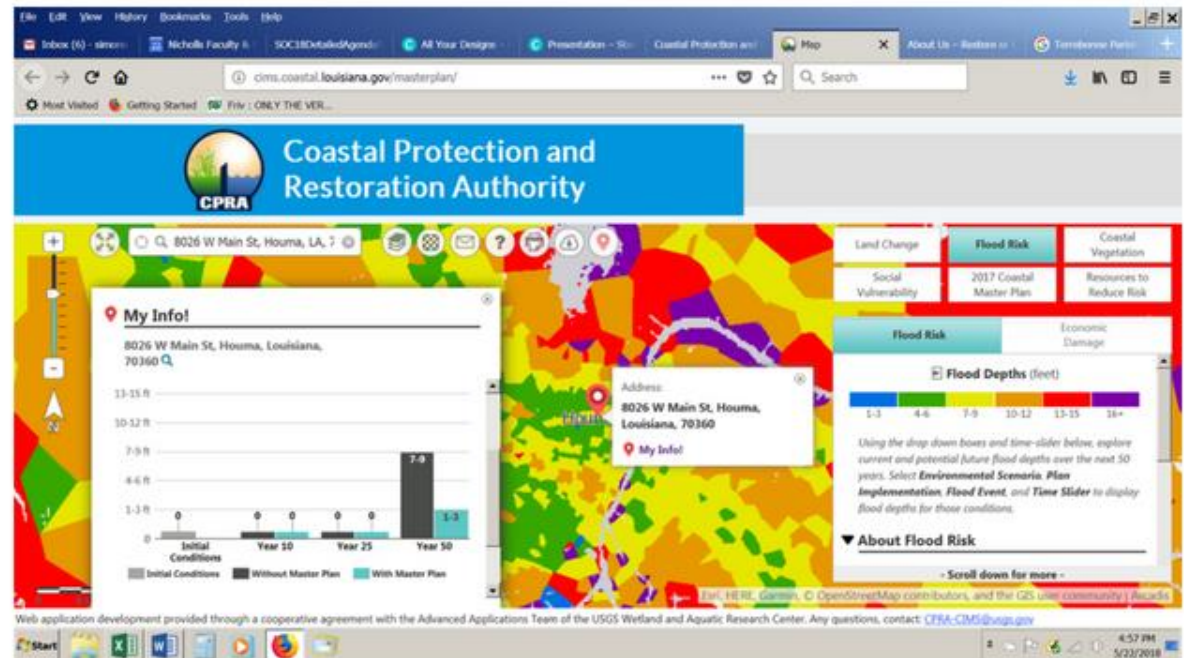 File Edit View History Bookmarks Tools Help
Inbox (6) - simon
Nicholls Faculty &
SOC18DetailedAgenda
All Your Designs
Presentation -
Coastal Protection and
Map
About Us - Restore or
Terrebonne Parish
cims.coastal.louisiana.gov/masterplan/
Search
Most Visited
Getting Started
Friv : ONLY THE VER...
CPRA
Coastal Protection and
Restoration Authority
8026 W Main St, Houma, LA, 7
?
N
My Info!
8026 W Main St, Houma, Louisiana,
70360
13-15 ft
10-12 ft
7-9 ft
4-6 ft
1-3 ft
0
0
0 0
0 0
7-9
1-3
Initial
Conditions
Year 10
Year 25
Year 50
Initial Conditions
Without Master Plan
With Master Plan
Address:
8026 W Main St, Houma,
Louisiana, 70360
My Info!
Land Change
Flood Risk
Coastal
Vegetation
Social
Vulnerability
2017 Coastal
Master Plan
Resources to
Reduce Risk
Flood Risk
Economic
Damage
Flood Depths (feet)
1-3 4-6 7-9 10-12 13-15 16+
Using the drop down boxes and time-slider below, explore
current and potential future flood depths over the next 50
years. Select Environmental Scenario, Plan
Implementation, Flood Event, and Time Slider to display
flood depths for those conditions.
About Flood Risk
- Scroll down for more -
Esri, HERE, Garmin, © OpenStreetMap contributors, and the GIS user community | Arcadis
Web application development provided through a cooperative agreement with the Advanced Applications Team of the USGS Wetland and Aquatic Research Center. Any questions, contact: CPRA-CIMS@usgs.gov
Start
4:57 PM
5/22/2018